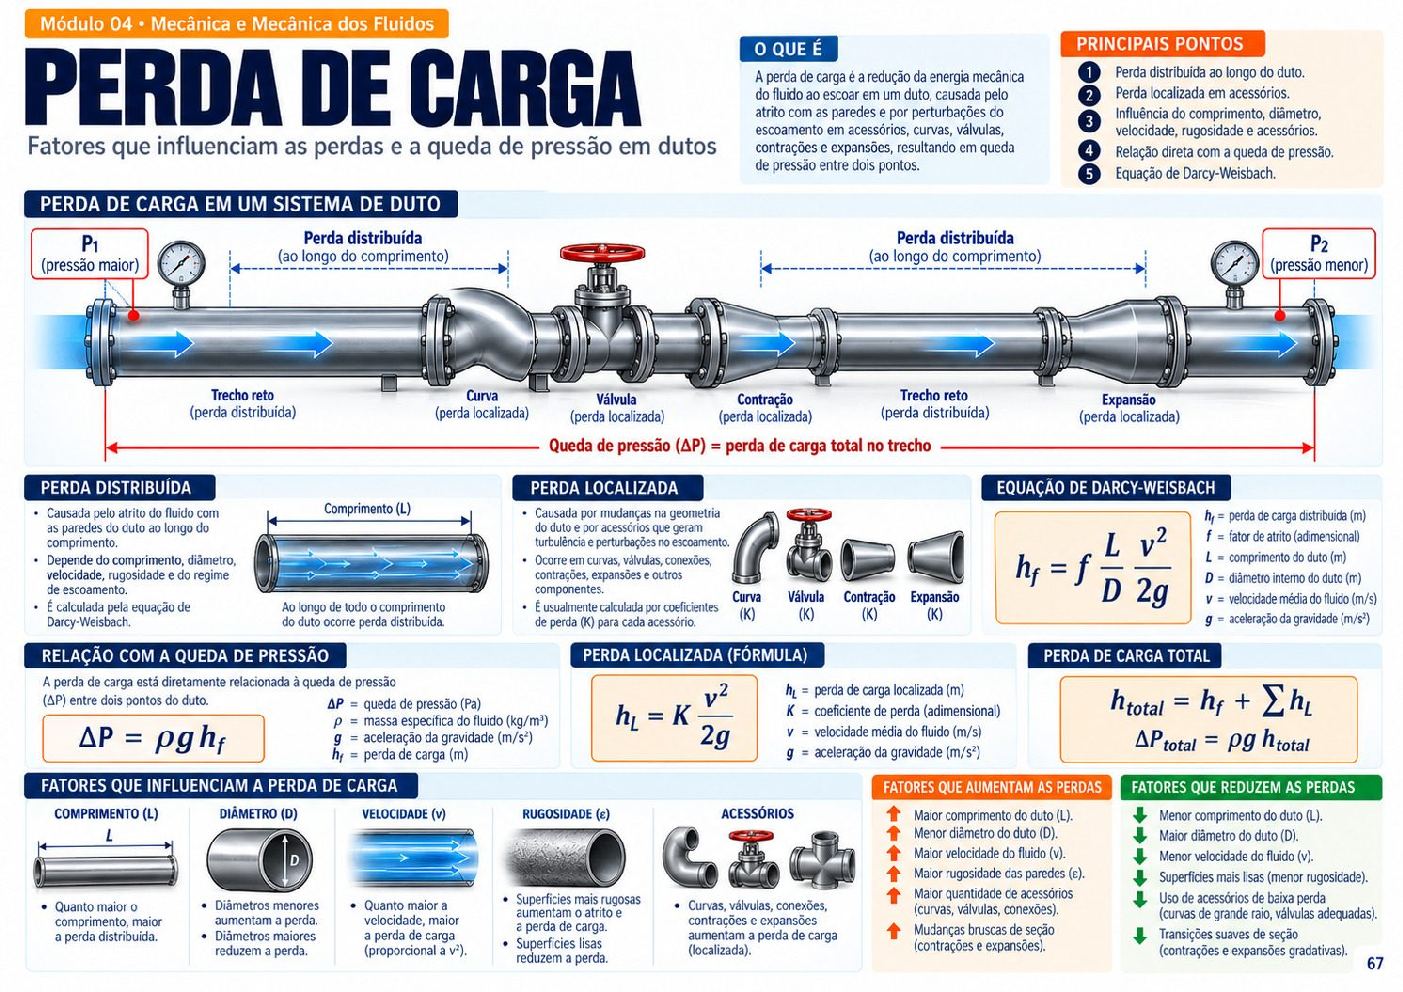 Módulo 04 • Mecânica e Mecânica dos Fluidos
PERDA DE CARGA
Fatores que influenciam as perdas e a queda de pressão em dutos
O QUE É
A perda de carga é a redução da energia mecânica
do fluido ao escoar em um duto, causada pelo
atrito com as paredes e por perturbações do
escoamento em acessórios, curvas, válvulas,
contrações e expansões, resultando em queda
de pressão entre dois pontos.
PRINCIPAIS PONTOS
1 Perda distribuída ao longo do duto.
2 Perda localizada em acessórios.
3 Influência do comprimento, diâmetro,
velocidade, rugosidade e acessórios.
4 Relação direta com a queda de pressão.
5 Equação de Darcy-Weisbach.
PERDA DE CARGA EM UM SISTEMA DE DUTO
P1
(pressão maior)
Perda distribuída
(ao longo do comprimento)
Perda distribuída
(ao longo do comprimento)
P2
(pressão menor)
Trecho reto
(perda distribuída)
Curva
(perda localizada)
Válvula
(perda localizada)
Contração
(perda localizada)
Trecho reto
(perda distribuída)
Expansão
(perda localizada)
Queda de pressão (ΔP) = perda de carga total no trecho
PERDA DISTRIBUÍDA
• Causada pelo atrito do fluido com
as paredes do duto ao longo do
comprimento.
• Depende do comprimento, diâmetro,
velocidade, rugosidade e do regime
de escoamento.
• É calculada pela equação de
Darcy-Weisbach.
Comprimento (L)
Ao longo de todo o comprimento
do duto ocorre perda distribuída.
PERDA LOCALIZADA
• Causada por mudanças na geometria
do duto e por acessórios que geram
turbulência e perturbações no escoamento.
• Ocorre em curvas, válvulas, conexões,
contrações, expansões e outros
componentes.
• É usualmente calculada por coeficientes
de perda (K) para cada acessório.
Curva
(K)
Válvula
(K)
Contração
(K)
Expansão
(K)
EQUAÇÃO DE DARCY-WEISBACH
hf = f L/D v²/2g
hf = perda de carga distribuída (m)
f = fator de atrito (adimensional)
L = comprimento do duto (m)
D = diâmetro interno do duto (m)
v = velocidade média do fluido (m/s)
g = aceleração da gravidade (m/s²)
RELAÇÃO COM A QUEDA DE PRESSÃO
A perda de carga está diretamente relacionada à queda de pressão
(ΔP) entre dois pontos do duto.
ΔP = ρg hf
ΔP = queda de pressão (Pa)
ρ = massa específica do fluido (kg/m³)
g = aceleração da gravidade (m/s²)
hf = perda de carga (m)
PERDA LOCALIZADA (FÓRMULA)
hL = K v²/2g
hL = perda de carga localizada (m)
K = coeficiente de perda (adimensional)
v = velocidade média do fluido (m/s)
g = aceleração da gravidade (m/s²)
PERDA DE CARGA TOTAL
htotal = hf + ∑hL
ΔPtotal = ρg htotal
FATORES QUE INFLUENCIAM A PERDA DE CARGA
COMPRIMENTO (L)
L
• Quanto maior o
comprimento, maior
a perda distribuída.
DIÂMETRO (D)
D
• Diâmetros menores
aumentam a perda.
• Diâmetros maiores
reduzem a perda.
VELOCIDADE (v)
• Quanto maior a
velocidade, maior
a perda de carga
(proporcional a v²).
RUGOSIDADE (ε)
• Superfícies mais rugosas
aumentam o atrito e
a perda de carga.
• Superfícies lisas
reduzem a perda.
ACESSÓRIOS
• Curvas, válvulas, conexões,
contrações e expansões
aumentam a perda de carga
(localizada).
FATORES QUE AUMENTAM AS PERDAS
Maior comprimento do duto (L).
Menor diâmetro do duto (D).
Maior velocidade do fluido (v).
Maior rugosidade das paredes (ε).
Maior quantidade de acessórios
(curvas, válvulas, conexões).
Mudanças bruscas de seção
(contrações e expansões).
FATORES QUE REDUZEM AS PERDAS
Menor comprimento do duto (L).
Maior diâmetro do duto (D).
Menor velocidade do fluido (v).
Superfícies mais lisas (menor rugosidade).
Uso de acessórios de baixa perda
(curvas de grande raio, válvulas adequadas).
Transições suaves de seção
(contrações e expansões gradativas).
67